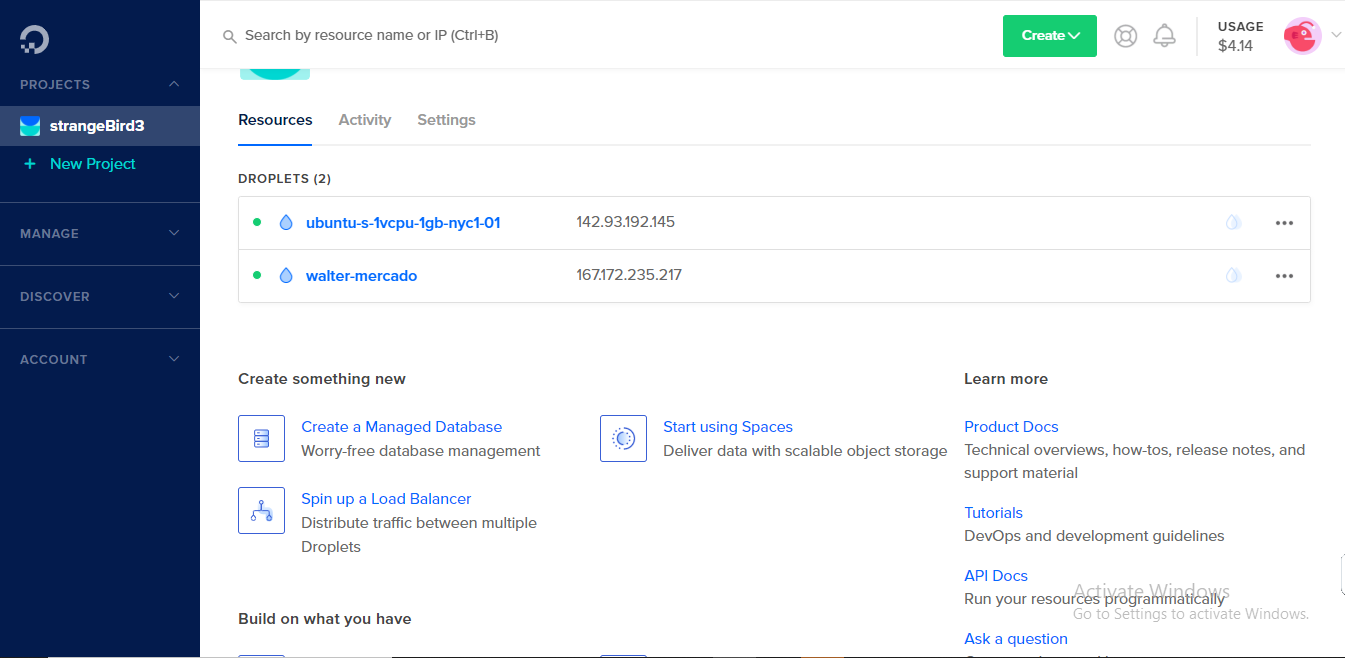 Search by resource name or IP (Ctrl+B)
Create
USAGE
$4.14
PROJECTS
strangeBird3
+ New Project
MANAGE
DISCOVER
ACCOUNT
Resources
Activity
Settings
DROPLETS (2)
ubuntu-s-1vcpu-1gb-nyc1-01
142.93.192.145
walter-mercado
167.172.235.217
Create something new
Create a Managed Database
Worry-free database management
Start using Spaces
Deliver data with scalable object storage
Spin up a Load Balancer
Distribute traffic between multiple
Droplets
Build on what you have
Learn more
Product Docs
Technical overviews, how-tos, release notes, and
support material
Tutorials
DevOps and development guidelines
API Docs
Run your resources programmatically
Ask a question
Activate Windows
Go to Settings to activate Windows.